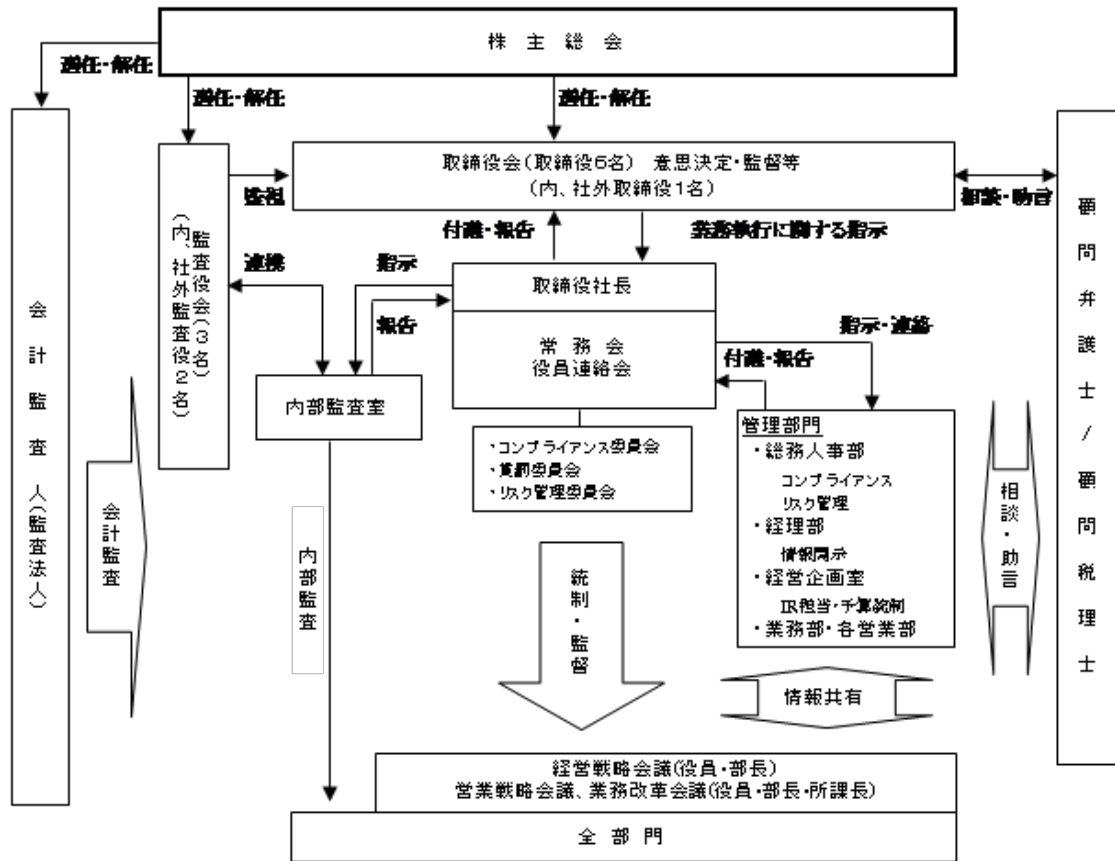 株主総会
選任・解任
選任・解任
選任・解任
取締役会(取締役6名) 意思決定・監督等
(内、社外取締役1名)
監視
相談・助言
付議・報告
業務執行に関する指示
監査役会(3名)
(内、社外監査役2名)
連携
指示
報告
取締役社長
常務会
役員連絡会
指示・連絡
付議・報告
内部監査室
・コンプライアンス委員会
・賞罰委員会
・リスク管理委員会
管理部門
・総務人事部
コンプライアンス
リスク管理
・経理部
情報開示
・経営企画室
IR担当・予算統制
・業務部・各営業部
会計監査人(監査法人)
会計監査
内部監査
統制・監督
情報共有
相談・助言
顧問弁護士/顧問税理士
経営戦略会議(役員・部長)
営業戦略会議、業務改革会議(役員・部長・所課長)
全部門